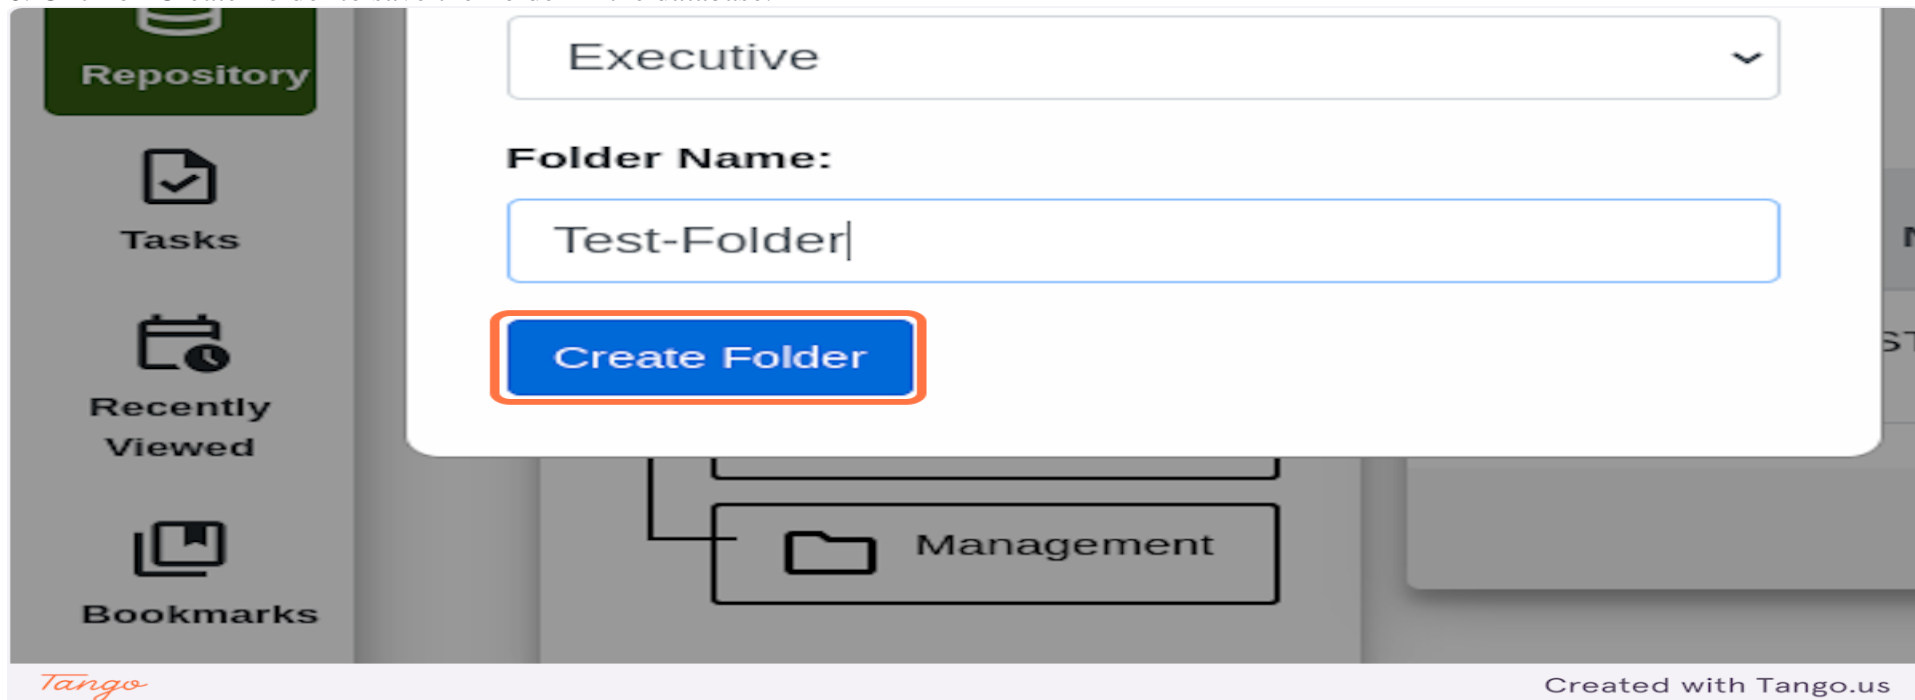 Executive
Repository
Folder Name:
Tasks
Test-Folder
Create Folder
Recently
Viewed
Management
Bookmarks
Tango
Created with Tango.us